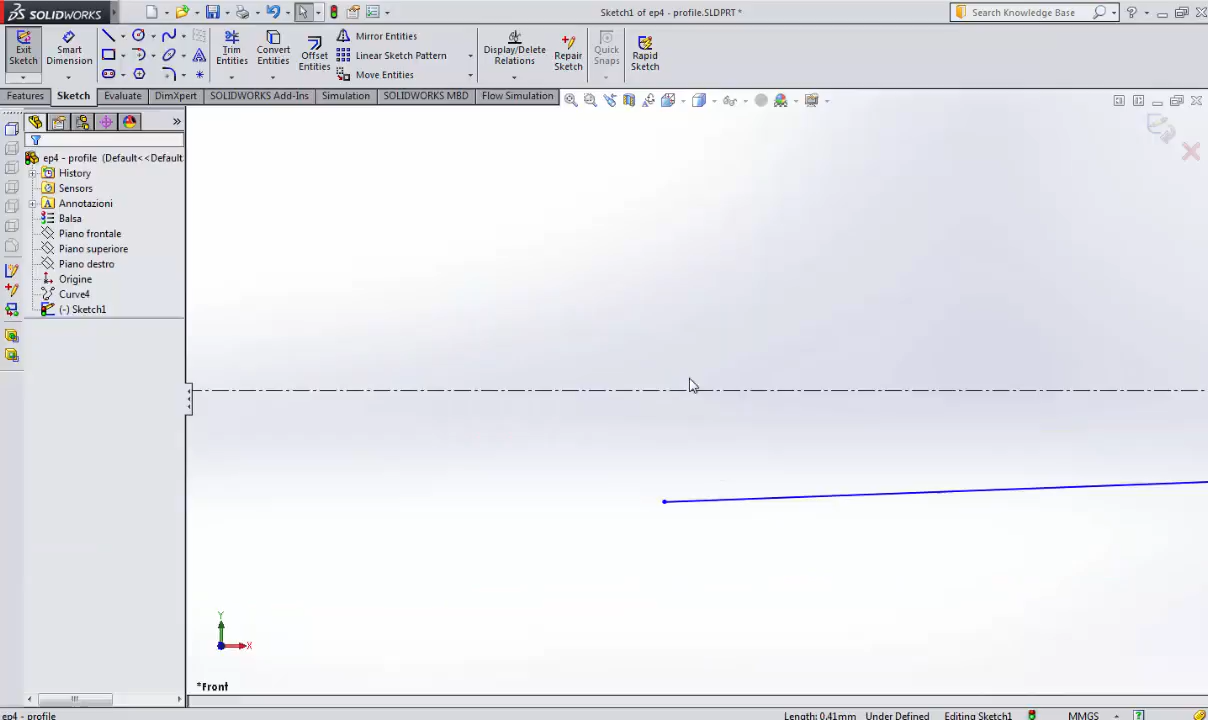 SOLIDWORKS
Sketch1 of ep4 - profile.SLDPRT *
Search Knowledge Base
Exit Sketch
Smart Dimension
Trim Entities
Convert Entities
Offset Entities
Mirror Entities
Linear Sketch Pattern
Move Entities
Display/Delete Relations
Repair Sketch
Quick Snaps
Rapid Sketch
Features
Sketch
Evaluate
DimXpert
SOLIDWORKS Add-Ins
Simulation
SOLIDWORKS MBD
Flow Simulation
ep4 - profile (Default<<Default
History
Sensors
Annotazioni
Balsa
Piano frontale
Piano superiore
Piano destro
Origine
Curve4
(-) Sketch1
Y
X
*Front
ep4 - profile
Length: 0.41mm
Under Defined
Editing Sketch1
MMGS